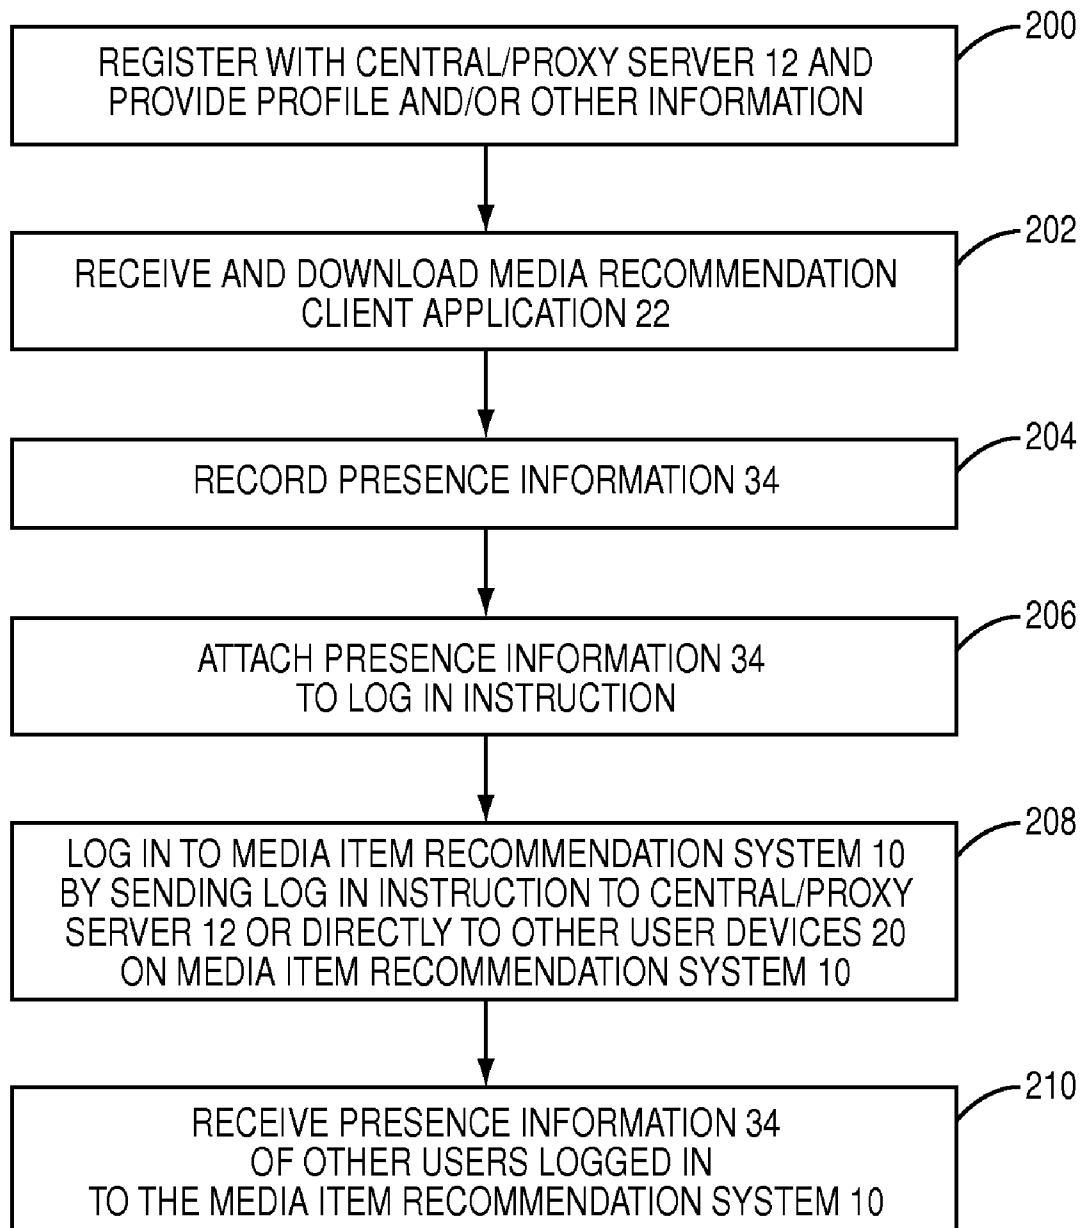 200
REGISTER WITH CENTRAL/PROXY SERVER 12 AND
PROVIDE PROFILE AND/OR OTHER INFORMATION
202
RECEIVE AND DOWNLOAD MEDIA RECOMMENDATION
CLIENT APPLICATION 22
204
RECORD PRESENCE INFORMATION 34
206
ATTACH PRESENCE INFORMATION 34
TO LOG IN INSTRUCTION
208
LOG IN TO MEDIA ITEM RECOMMENDATION SYSTEM 10
BY SENDING LOG IN INSTRUCTION TO CENTRAL/PROXY
SERVER 12 OR DIRECTLY TO OTHER USER DEVICES 20
ON MEDIA ITEM RECOMMENDATION SYSTEM 10
210
RECEIVE PRESENCE INFORMATION 34
OF OTHER USERS LOGGED IN
TO THE MEDIA ITEM RECOMMENDATION SYSTEM 10